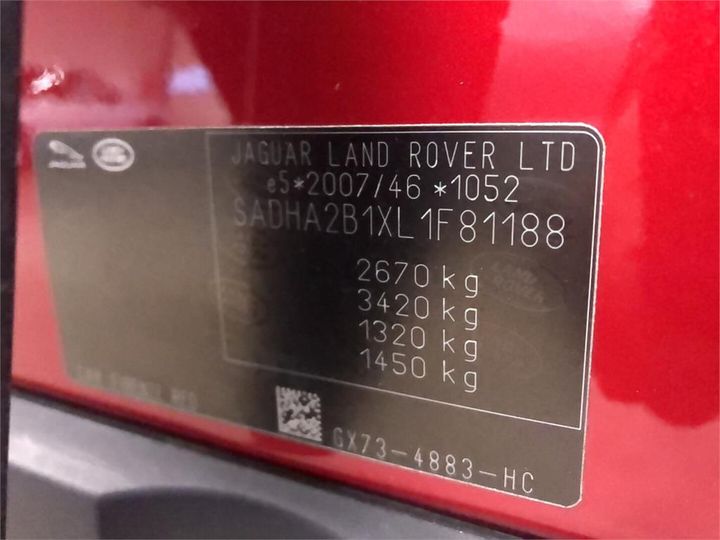 JAGUAR
JAGUAR LAND ROVER LTD
e5*2007/46 *1052
SADHA2B1XL1F81188
2670 kg
3420 kg
1320 kg
1450 kg
GX73-4883-HC